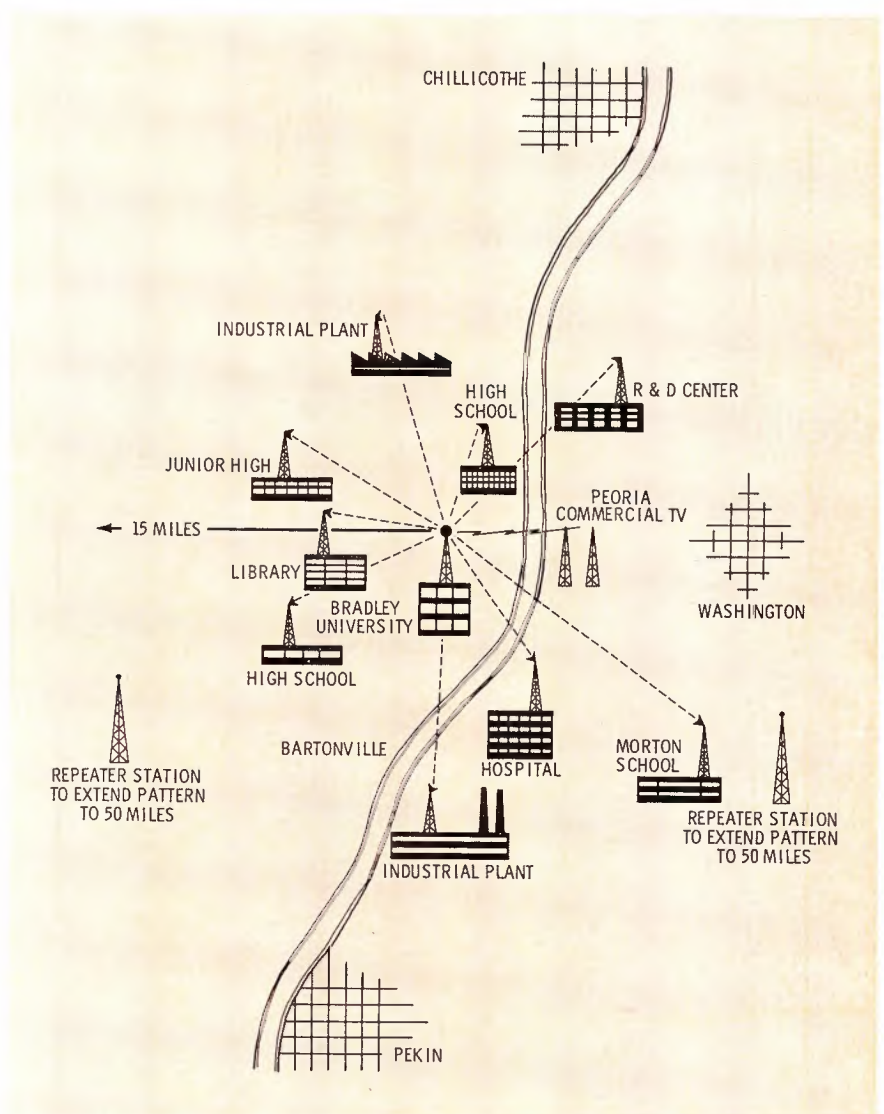 CHILLICOTHE
INDUSTRIAL PLANT
HIGH
SCHOOL
R & D CENTER
JUNIOR HIGH
PEORIA
COMMERCIAL TV
15 MILES
LIBRARY
BRADLEY
UNIVERSITY
WASHINGTON
HIGH SCHOOL
BARTONVILLE
HOSPITAL
MORTON
SCHOOL
REPEATER STATION
TO EXTEND PATTERN
TO 50 MILES
REPEATER STATION
TO EXTEND PATTERN
TO 50 MILES
INDUSTRIAL PLANT
PEKIN